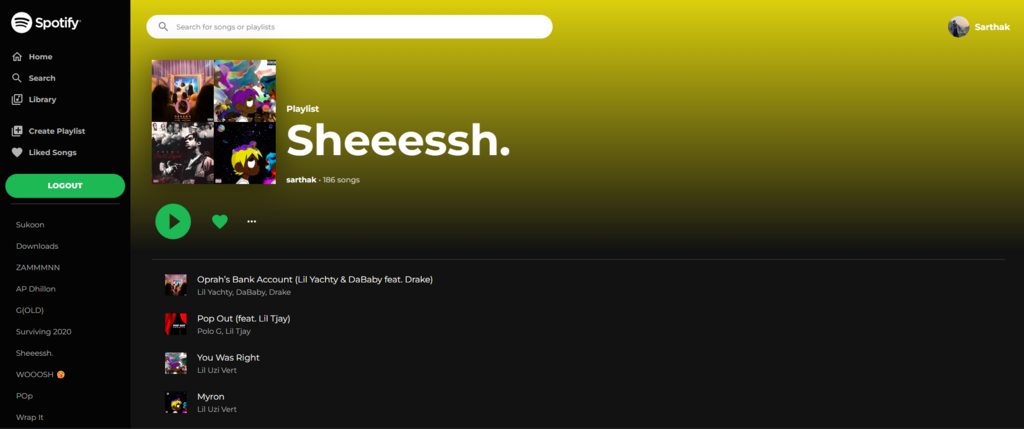 Spotify
Home
Search
Library
Create Playlist
Liked Songs
LOGOUT
Sukoon
Downloads
ZAMMMNN
AP Dhillon
G(OLD)
Surviving 2020
Sheeessh.
WOOOSH 🥵
POp
Wrap It
Search for songs or playlists
Sarthak
Playlist
Sheeessh.
sarthak • 186 songs
Oprah's Bank Account (Lil Yachty & DaBaby feat. Drake)
Lil Yachty, DaBaby, Drake
Pop Out (feat. Lil Tjay)
Polo G, Lil Tjay
You Was Right
Lil Uzi Vert
Myron
Lil Uzi Vert